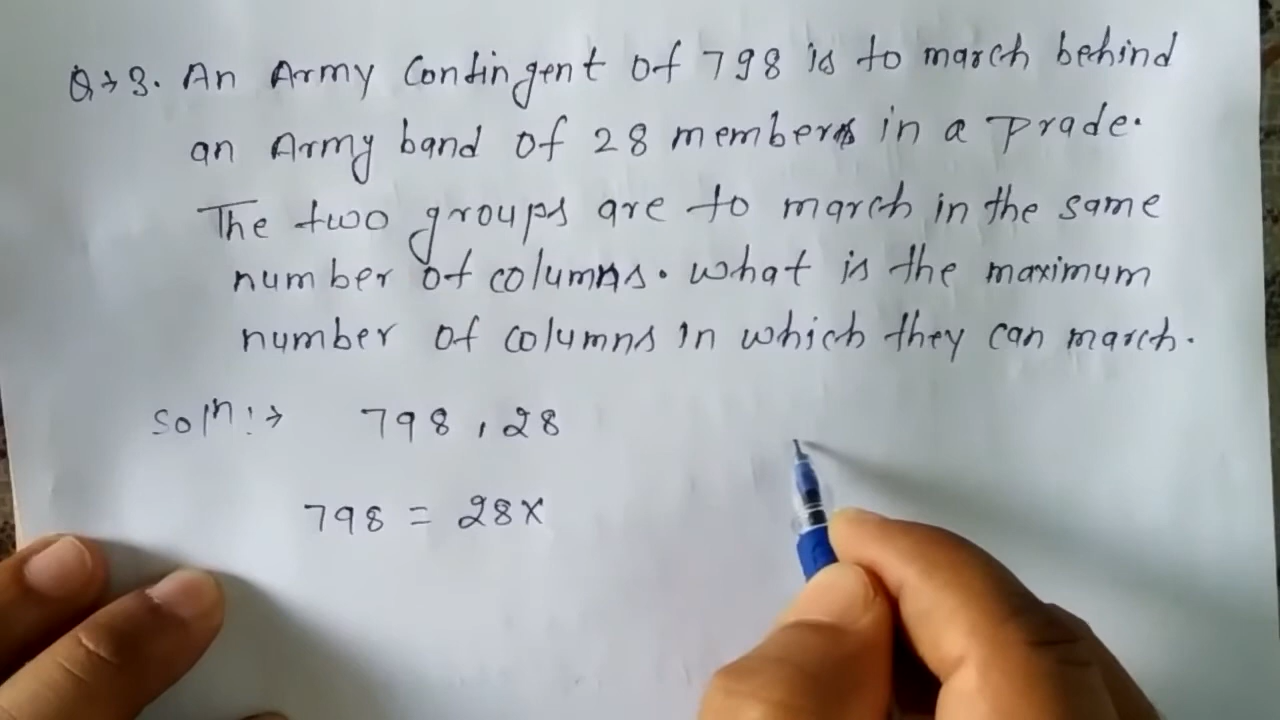 Q→3. An Army Contingent of 798 is to march behind
an Army band of 28 members in a Prade.
The two groups are to march in the same
number of columns. what is the maximum
number of columns in which they can march.
Soln:→ 798, 28
798 = 28×